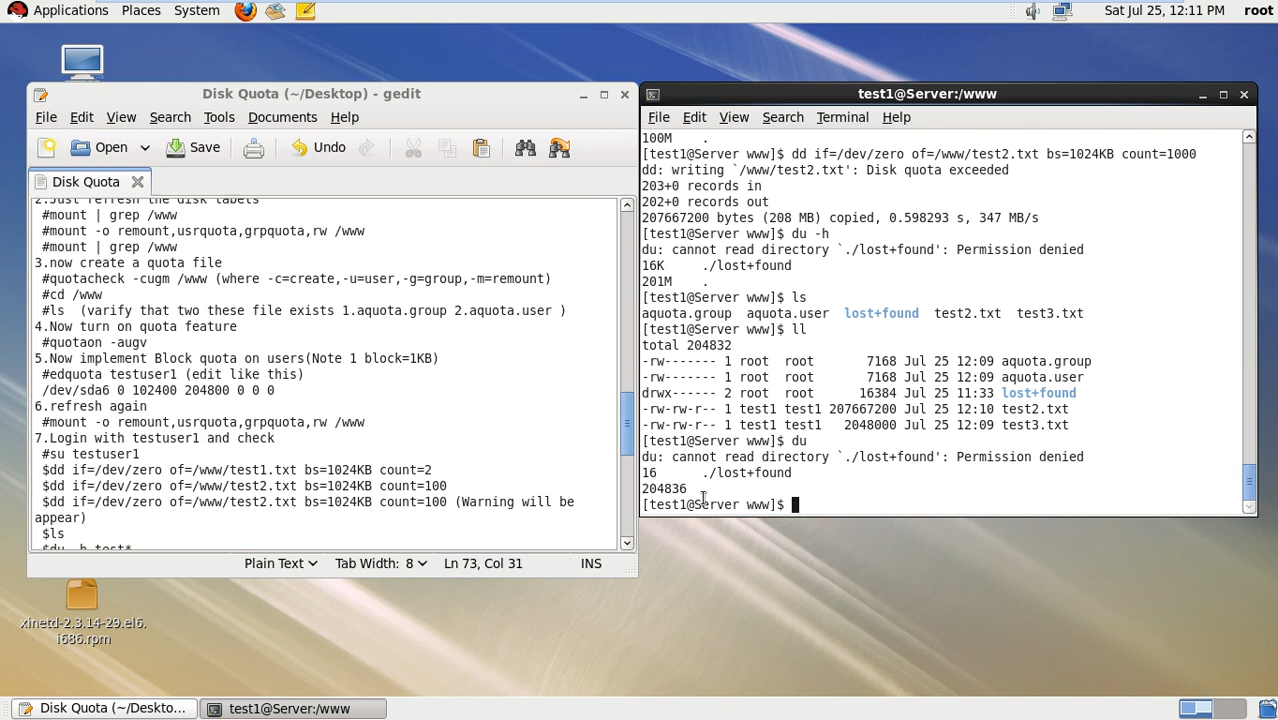 Applications Places System
Sat Jul 25, 12:11 PM root
Disk Quota (~/Desktop) - gedit
File Edit View Search Tools Documents Help
Open Save Undo
Disk Quota
2.Just refresh the disk labels
#mount | grep /www
#mount -o remount,usrquota,grpquota,rw /www
#mount | grep /www
3.now create a quota file
#quotacheck -cugm /www (where -c=create,-u=user,-g=group,-m=remount)
#cd /www
#ls (varify that two these file exists 1.aquota.group 2.aquota.user )
4.Now turn on quota feature
#quotaon -augv
5.Now implement Block quota on users(Note 1 block=1KB)
#edquota testuser1 (edit like this)
/dev/sda6 0 102400 204800 0 0 0
6.refresh again
#mount -o remount,usrquota,grpquota,rw /www
7.Login with testuser1 and check
#su testuser1
$dd if=/dev/zero of=/www/test1.txt bs=1024KB count=2
$dd if=/dev/zero of=/www/test2.txt bs=1024KB count=100
$dd if=/dev/zero of=/www/test2.txt bs=1024KB count=100 (Warning will be
appear)
$ls
$du -h test*
Plain Text Tab Width: 8 Ln 73, Col 31 INS
test1@Server:/www
File Edit View Search Terminal Help
100M .
[test1@Server www]$ dd if=/dev/zero of=/www/test2.txt bs=1024KB count=1000
dd: writing `/www/test2.txt': Disk quota exceeded
203+0 records in
202+0 records out
207667200 bytes (208 MB) copied, 0.598293 s, 347 MB/s
[test1@Server www]$ du -h
du: cannot read directory `./lost+found': Permission denied
16K ./lost+found
201M .
[test1@Server www]$ ls
aquota.group aquota.user lost+found test2.txt test3.txt
[test1@Server www]$ ll
total 204832
-rw------- 1 root root 7168 Jul 25 12:09 aquota.group
-rw------- 1 root root 7168 Jul 25 12:09 aquota.user
drwx------ 2 root root 16384 Jul 25 11:33 lost+found
-rw-rw-r-- 1 test1 test1 207667200 Jul 25 12:10 test2.txt
-rw-rw-r-- 1 test1 test1 2048000 Jul 25 12:09 test3.txt
[test1@Server www]$ du
du: cannot read directory `./lost+found': Permission denied
16 ./lost+found
204836
[test1@Server www]$
xinetd-2.3.14-29.el6.
i686.rpm
Disk Quota (~/Deskto...
test1@Server:/www